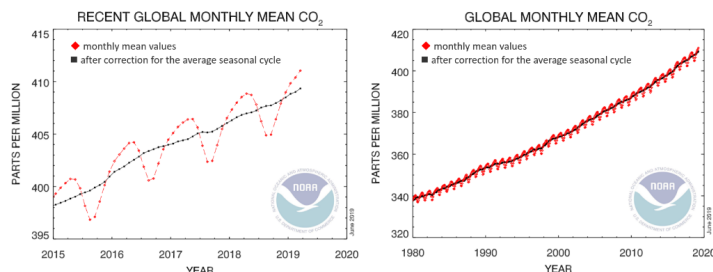 RECENT GLOBAL MONTHLY MEAN CO2
415
410
405
400
395
PARTS PER MILLION
monthly mean values
after correction for the average seasonal cycle
NOAA
June 2019
2015 2016 2017 2018 2019 2020
YEAR
GLOBAL MONTHLY MEAN CO2
420
400
380
360
340
320
PARTS PER MILLION
monthly mean values
after correction for the average seasonal cycle
NOAA
June 2019
1980 1990 2000 2010 2020
YEAR